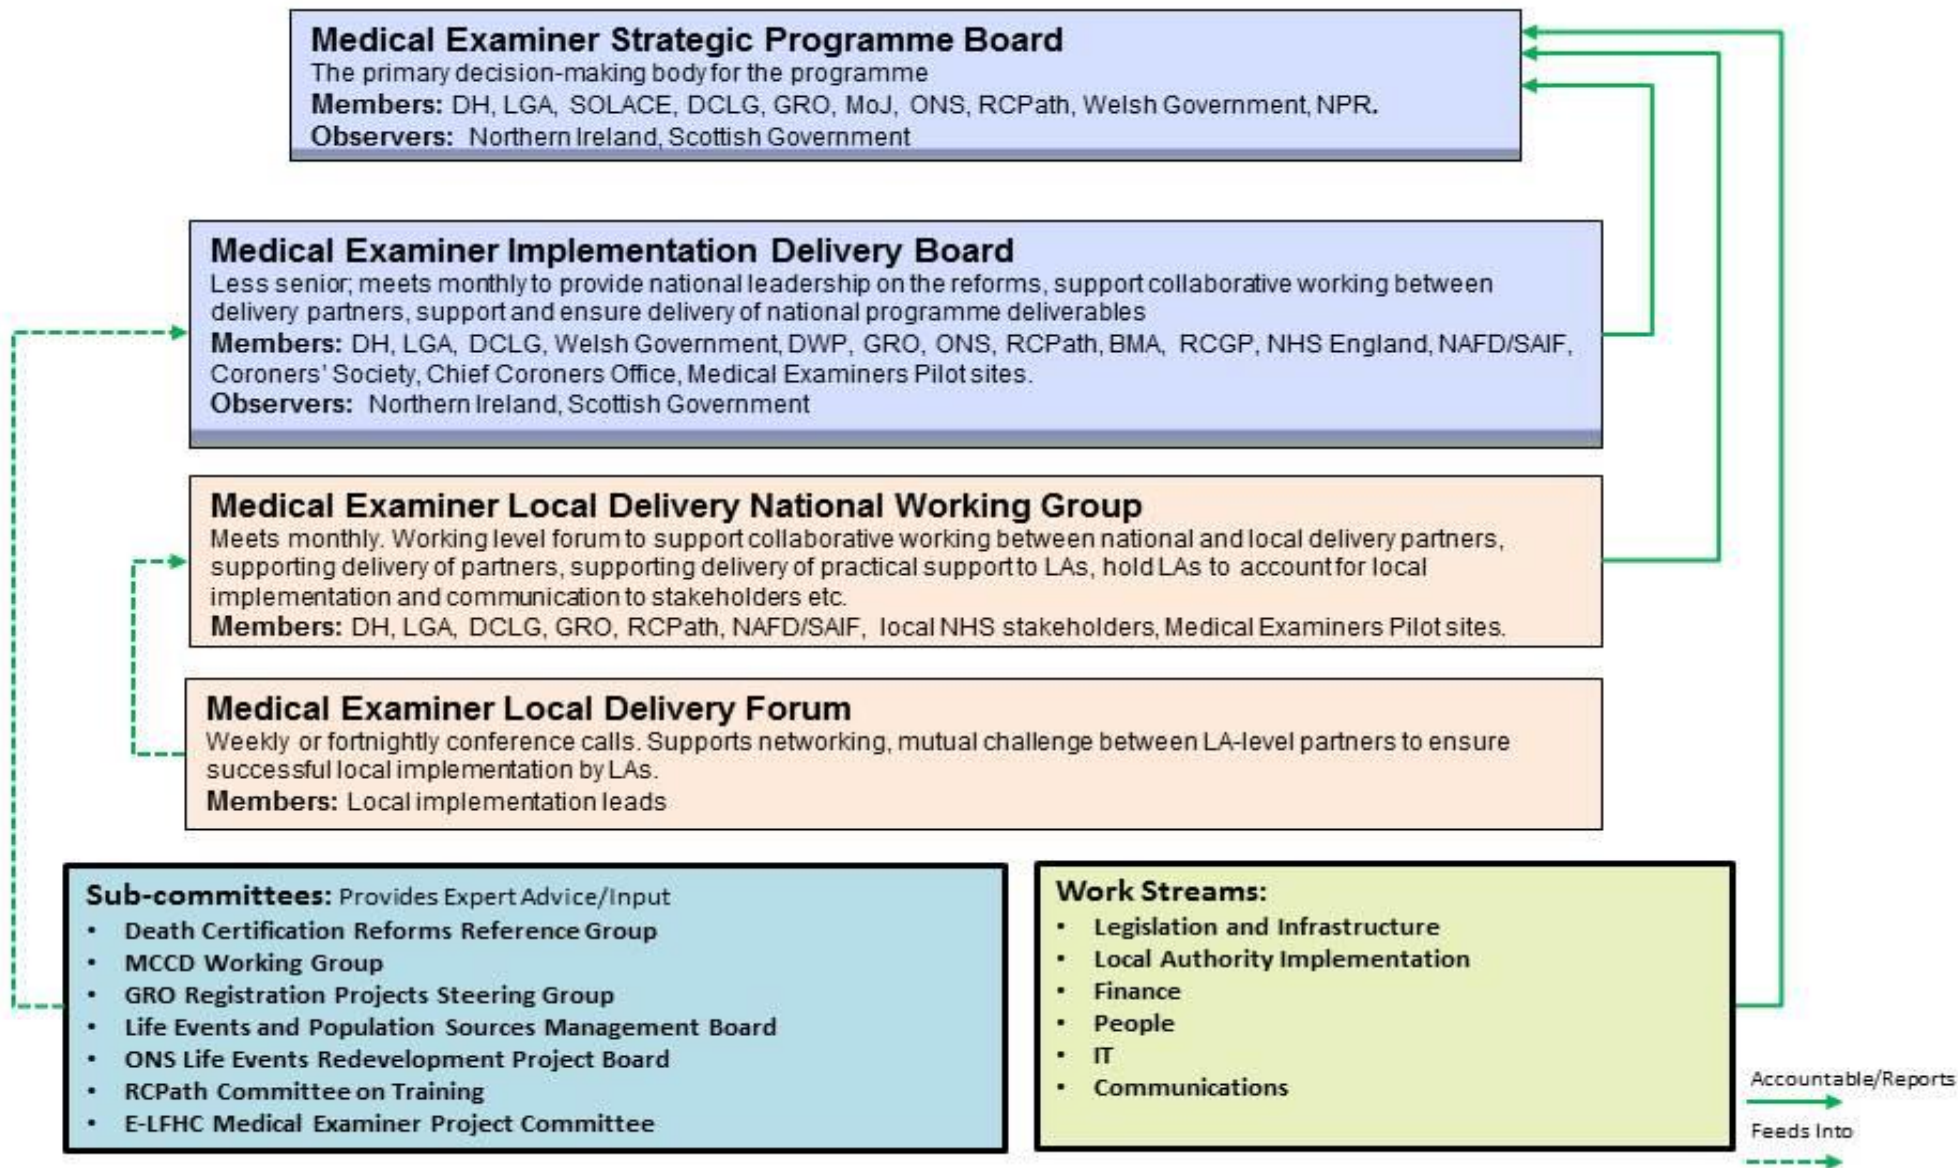 Medical Examiner Strategic Programme Board
The primary decision-making body for the programme
Members: DH, LGA, SOLACE, DCLG, GRO, MoJ, ONS, RCPath, Welsh Government, NPR.
Observers: Northern Ireland, Scottish Government
Medical Examiner Implementation Delivery Board
Less senior; meets monthly to provide national leadership on the reforms, support collaborative working between
delivery partners, support and ensure delivery of national programme deliverables
Members: DH, LGA, DCLG, Welsh Government, DWP, GRO, ONS, RCPath, BMA, RCGP, NHS England, NAFD/SAIF,
Coroners' Society, Chief Coroners Office, Medical Examiners Pilot sites.
Observers: Northern Ireland, Scottish Government
Medical Examiner Local Delivery National Working Group
Meets monthly. Working level forum to support collaborative working between national and local delivery partners,
supporting delivery of partners, supporting delivery of practical support to LAs, hold LAs to account for local
implementation and communication to stakeholders etc.
Members: DH, LGA, DCLG, GRO, RCPath, NAFD/SAIF, local NHS stakeholders, Medical Examiners Pilot sites.
Medical Examiner Local Delivery Forum
Weekly or fortnightly conference calls. Supports networking, mutual challenge between LA-level partners to ensure
successful local implementation by LAs.
Members: Local implementation leads
Sub-committees: Provides Expert Advice/Input
• Death Certification Reforms Reference Group
• MCCD Working Group
• GRO Registration Projects Steering Group
• Life Events and Population Sources Management Board
• ONS Life Events Redevelopment Project Board
• RCPath Committee on Training
• E-LFHC Medical Examiner Project Committee
Work Streams:
• Legislation and Infrastructure
• Local Authority Implementation
• Finance
• People
• IT
• Communications
Accountable/Reports
Feeds Into